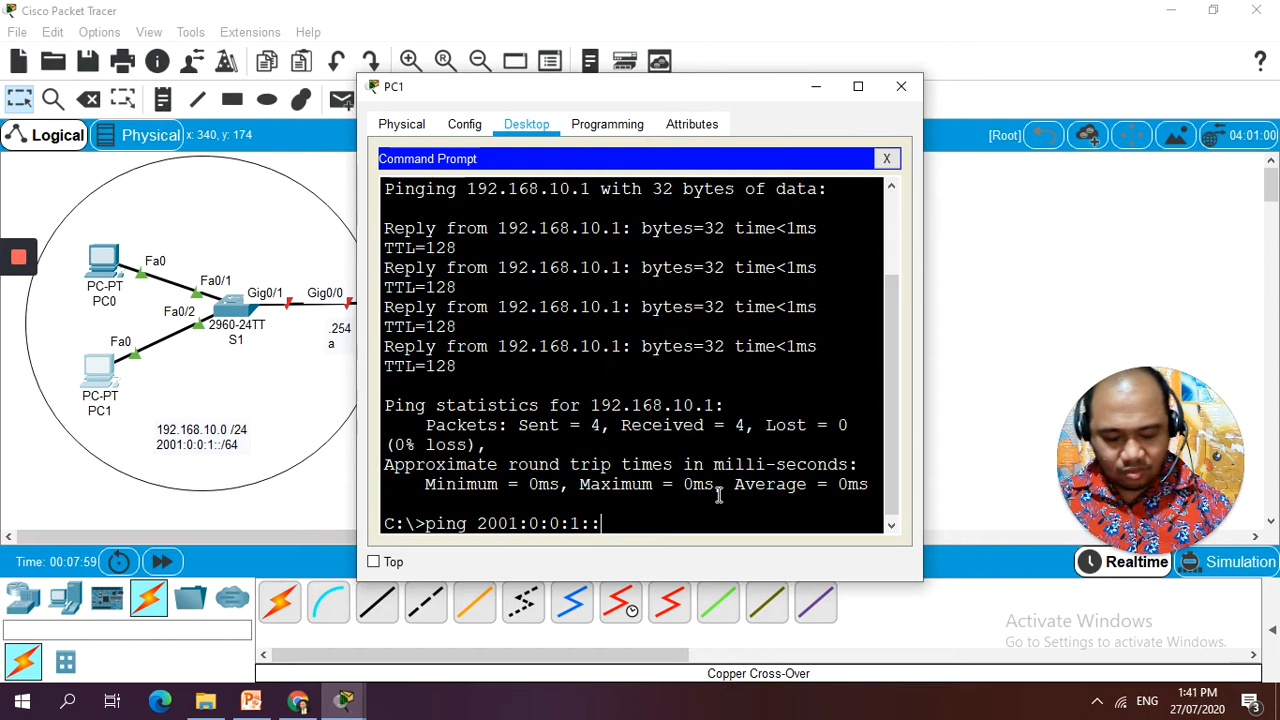 Cisco Packet Tracer
File Edit Options View Tools Extensions Help
Logical Physical x: 340, y: 174 [Root] 04:01:00
PC1
Physical Config Desktop Programming Attributes
Command Prompt X
Pinging 192.168.10.1 with 32 bytes of data:
Reply from 192.168.10.1: bytes=32 time<1ms
TTL=128
Reply from 192.168.10.1: bytes=32 time<1ms
TTL=128
Reply from 192.168.10.1: bytes=32 time<1ms
TTL=128
Reply from 192.168.10.1: bytes=32 time<1ms
TTL=128
Ping statistics for 192.168.10.1:
Packets: Sent = 4, Received = 4, Lost = 0
(0% loss),
Approximate round trip times in milli-seconds:
Minimum = 0ms, Maximum = 0ms, Average = 0ms
C:\>ping 2001:0:0:1::
Top
Fa0
Fa0/1
PC-PT
PC0
Gig0/1 Gig0/0
Fa0/2
2960-24TT
S1
.254
a
Fa0
PC-PT
PC1
192.168.10.0 /24
2001:0:0:1::/64
Time: 00:07:59
Realtime Simulation
Activate Windows
Go to Settings to activate Windows.
Copper Cross-Over
ENG
1:41 PM
27/07/2020
3